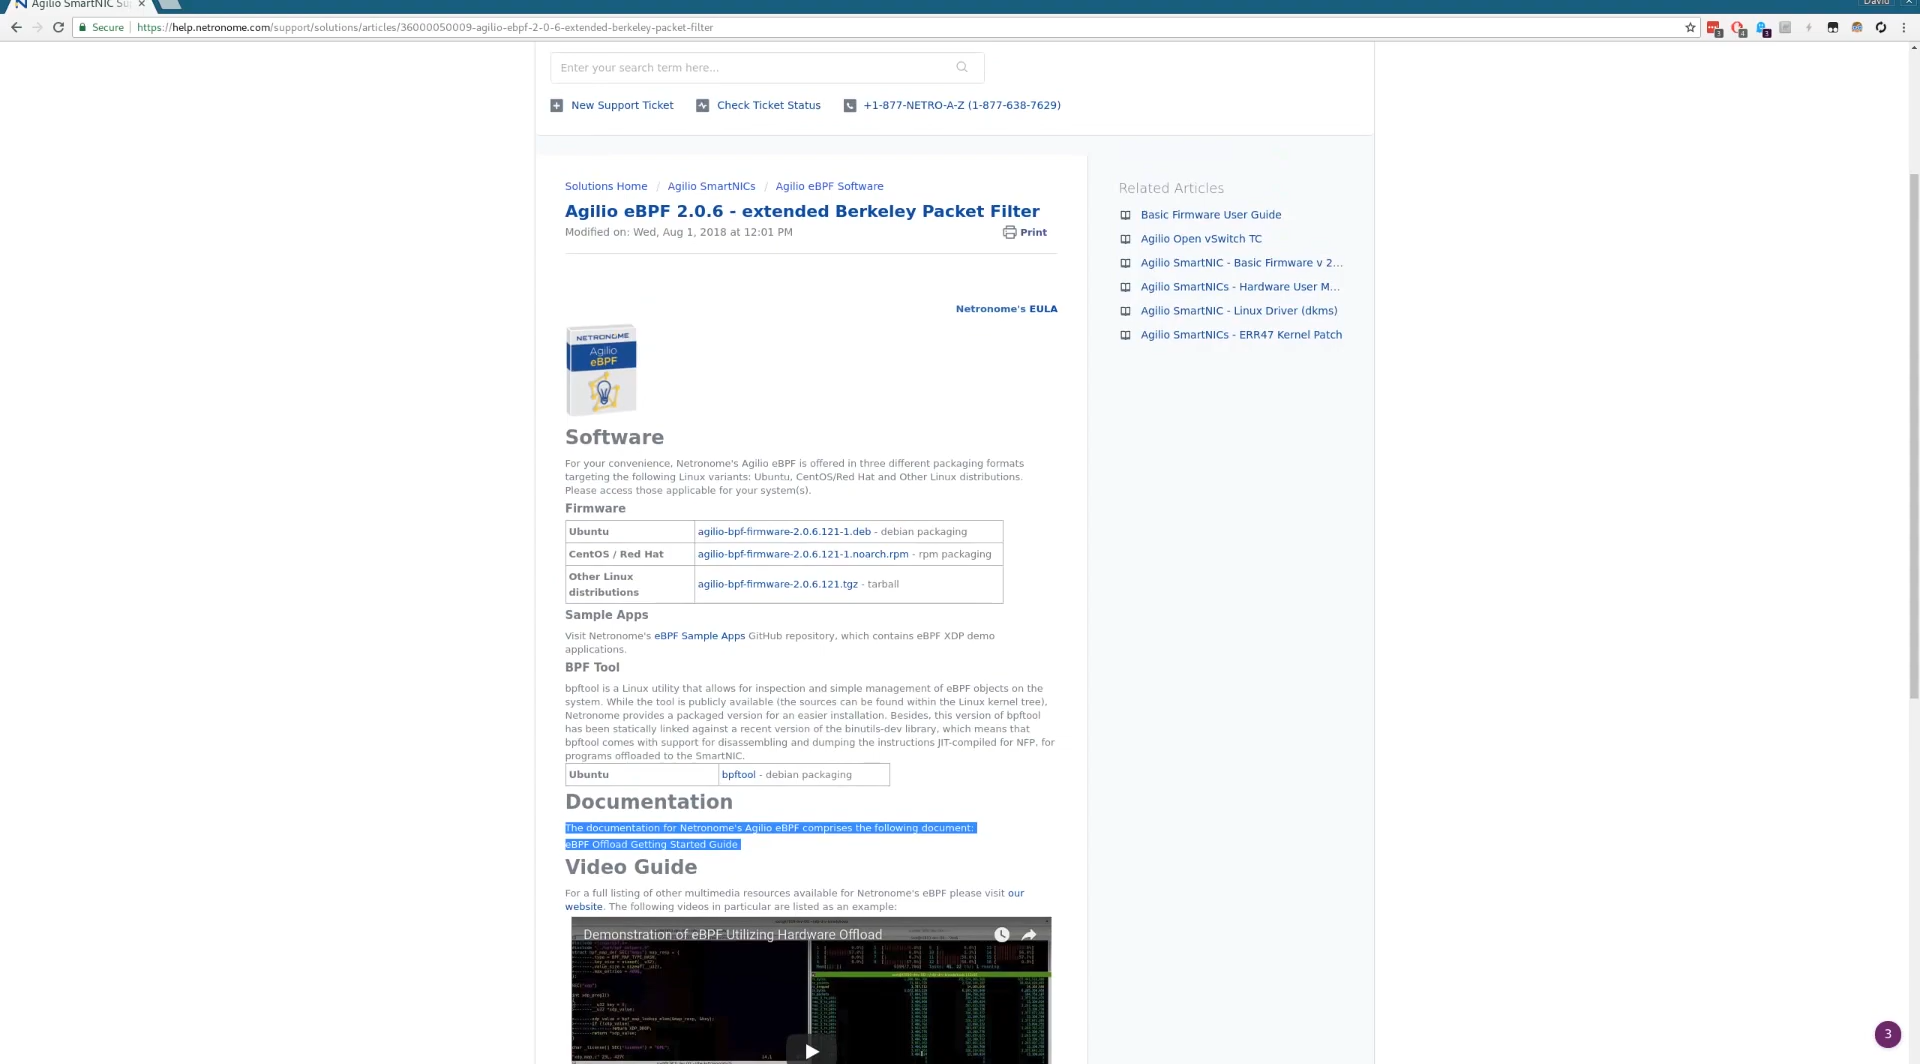 Agilio SmartNIC Su
David
Secure
https://help.netronome.com/support/solutions/articles/36000050009-agilio-ebpf-2-0-6-extended-berkeley-packet-filter
3
4
3
Enter your search term here...
New Support Ticket
Check Ticket Status
+1-877-NETRO-A-Z (1-877-638-7629)
Solutions Home / Agilio SmartNICs / Agilio eBPF Software
Agilio eBPF 2.0.6 - extended Berkeley Packet Filter
Modified on: Wed, Aug 1, 2018 at 12:01 PM
Print
Netronome's EULA
NETRONOME
Agilio
eBPF
Software
For your convenience, Netronome's Agilio eBPF is offered in three different packaging formats
targeting the following Linux variants: Ubuntu, CentOS/Red Hat and Other Linux distributions.
Please access those applicable for your system(s).
Firmware
Ubuntu
agilio-bpf-firmware-2.0.6.121-1.deb - debian packaging
CentOS / Red Hat
agilio-bpf-firmware-2.0.6.121-1.noarch.rpm - rpm packaging
Other Linux
distributions
agilio-bpf-firmware-2.0.6.121.tgz - tarball
Sample Apps
Visit Netronome's eBPF Sample Apps GitHub repository, which contains eBPF XDP demo
applications.
BPF Tool
bpftool is a Linux utility that allows for inspection and simple management of eBPF objects on the
system. While the tool is publicly available (the sources can be found within the Linux kernel tree),
Netronome provides a packaged version for an easier installation. Besides, this version of bpftool
has been statically linked against a recent version of the binutils-dev library, which means that
bpftool comes with support for disassembling and dumping the instructions JIT-compiled for NFP, for
programs offloaded to the SmartNIC.
Ubuntu
bpftool - debian packaging
Documentation
The documentation for Netronome's Agilio eBPF comprises the following document:
eBPF Offload Getting Started Guide
Video Guide
For a full listing of other multimedia resources available for Netronome's eBPF please visit our
website. The following videos in particular are listed as an example:
Demonstration of eBPF Utilizing Hardware Offload
Related Articles
Basic Firmware User Guide
Agilio Open vSwitch TC
Agilio SmartNIC - Basic Firmware v 2...
Agilio SmartNICs - Hardware User M...
Agilio SmartNIC - Linux Driver (dkms)
Agilio SmartNICs - ERR47 Kernel Patch
3